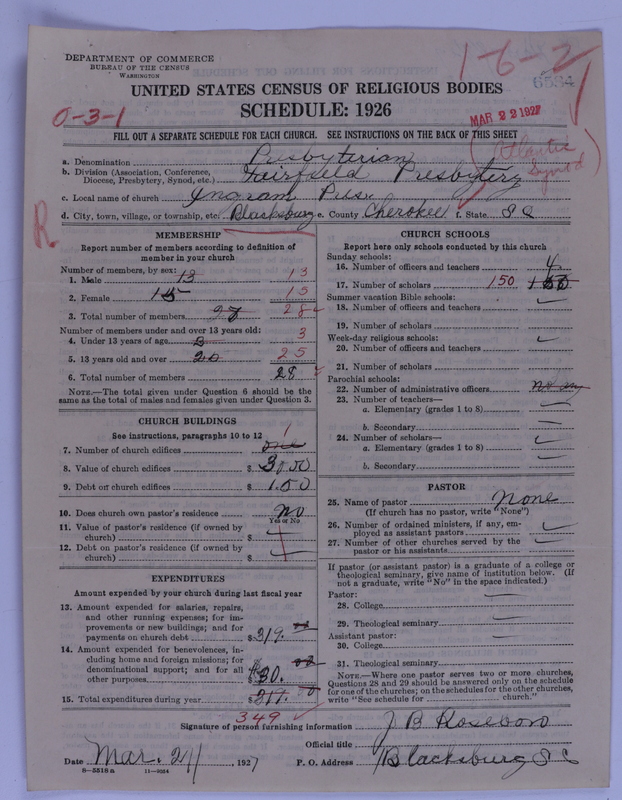 DEPARTMENT OF COMMERCE
BUREAU OF THE CENSUS
WASHINGTON
1-6-2
6584
UNITED STATES CENSUS OF RELIGIOUS BODIES
SCHEDULE: 1926
0-3-1
MAR 22 1927
FILL OUT A SEPARATE SCHEDULE FOR EACH CHURCH. SEE INSTRUCTIONS ON THE BACK OF THIS SHEET
(Atlantic Synod)
a. Denomination Presbyterian
b. Division (Association, Conference, Diocese, Presbytery, Synod, etc.) Fairfield Presbytery
c. Local name of church Ingram Pres.
d. City, town, village, or township, etc. Blacksburg e. County Cherokee f. State S C
R
MEMBERSHIP
Report number of members according to definition of member in your church
Number of members, by sex:
1. Male 13 13
2. Female 15 15
3. Total number of members 28 28
Number of members under and over 13 years old:
4. Under 13 years of age 3
5. 13 years old and over 20 25
6. Total number of members 28
NOTE.—The total given under Question 6 should be the same as the total of males and females given under Question 3.
CHURCH BUILDINGS
See instructions, paragraphs 10 to 12
7. Number of church edifices one 1
8. Value of church edifices $ 3000
9. Debt on church edifices $ 150
10. Does church own pastor's residence no
Yes or No
11. Value of pastor's residence (if owned by church) $
12. Debt on pastor's residence (if owned by church) $
EXPENDITURES
Amount expended by your church during last fiscal year
13. Amount expended for salaries, repairs, and other running expenses; for improvements or new buildings; and for payments on church debt $ 319.
14. Amount expended for benevolences, including home and foreign missions; for denominational support; and for all other purposes $ 30.
15. Total expenditures during year $
349
CHURCH SCHOOLS
Report here only schools conducted by this church
Sunday schools:
16. Number of officers and teachers 4
17. Number of scholars 150
Summer vacation Bible schools:
18. Number of officers and teachers
19. Number of scholars
Week-day religious schools:
20. Number of officers and teachers
21. Number of scholars
Parochial schools:
22. Number of administrative officers
23. Number of teachers—
a. Elementary (grades 1 to 8)
b. Secondary
24. Number of scholars—
a. Elementary (grades 1 to 8)
b. Secondary
PASTOR
25. Name of pastor None
(If church has no pastor, write "None")
26. Number of ordained ministers, if any, employed as assistant pastors
27. Number of other churches served by the pastor or his assistants
If pastor (or assistant pastor) is a graduate of a college or theological seminary, give name of institution below. (If not a graduate, write "No" in the space indicated.)
Pastor:
28. College
29. Theological seminary
Assistant pastor:
30. College
31. Theological seminary
NOTE.—Where one pastor serves two or more churches, Questions 28 and 29 should be answered only on the schedule for one of the churches; on the schedules for the other churches, write "See schedule for church."
Signature of person furnishing information J B Roseboro
Official title
Date Mar. 21 1927 P. O. Address Blacksburg S C
8—5518 a 11—9034